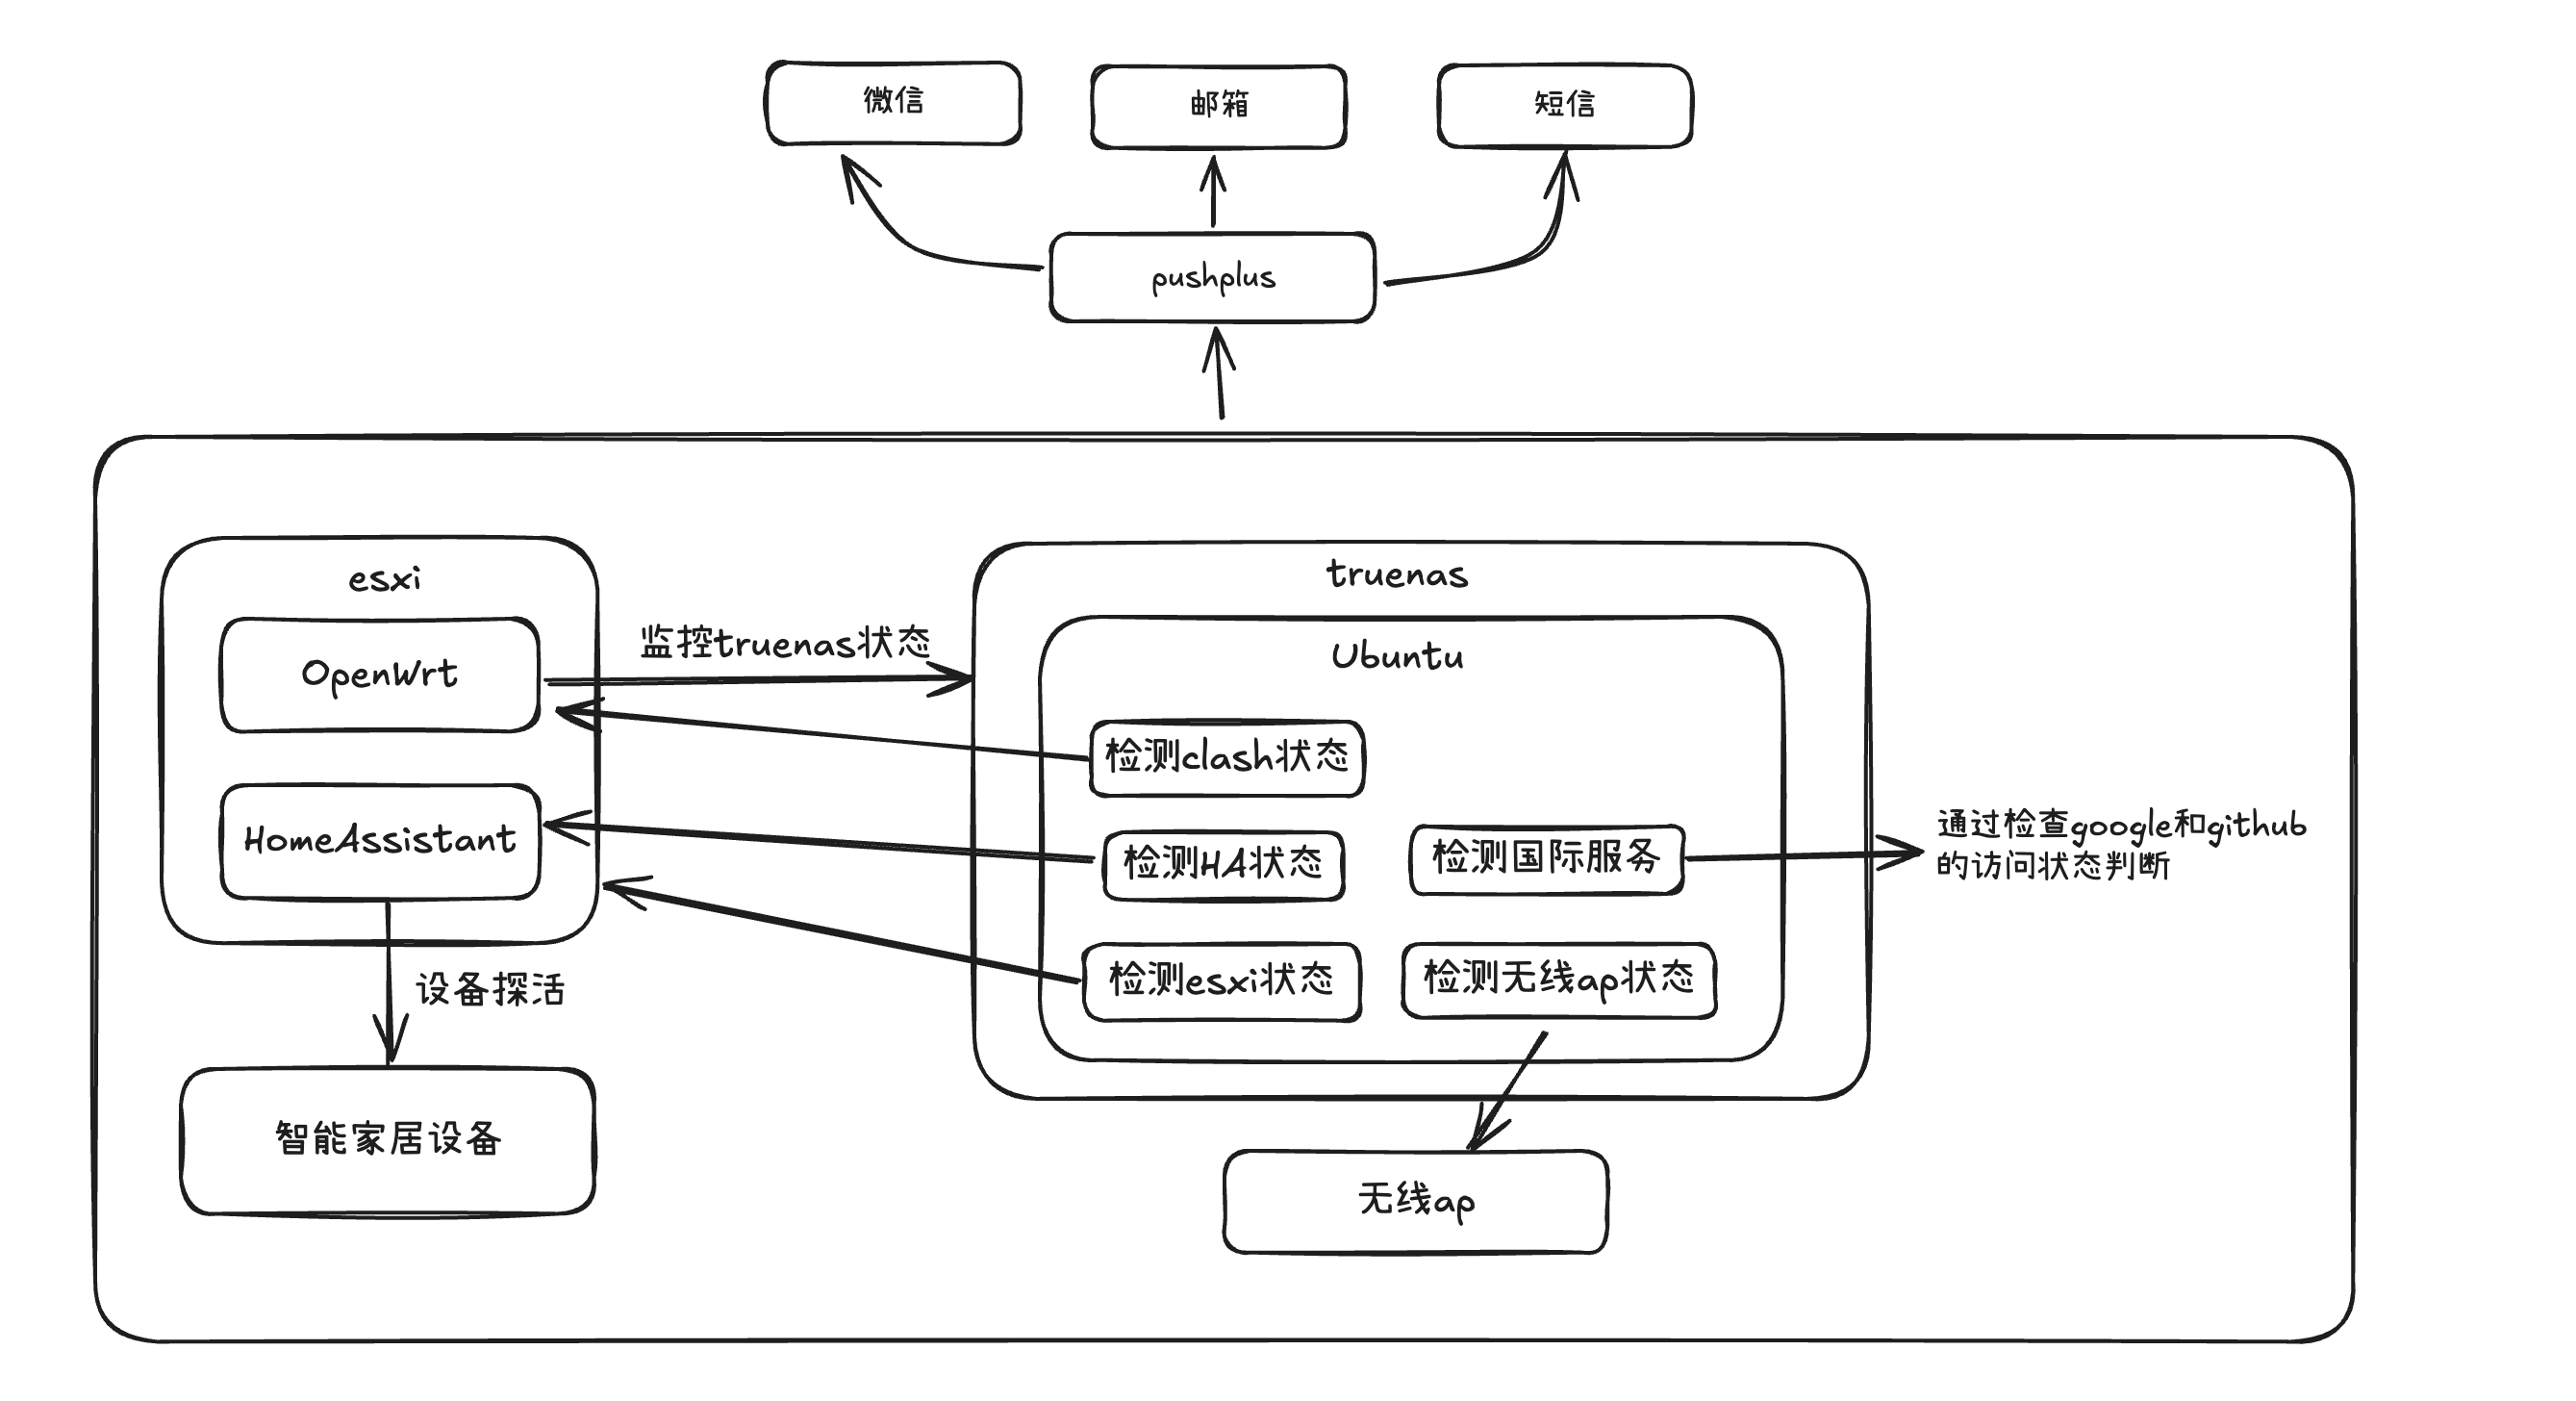 微信
邮箱
短信
pushplus
esxi
OpenWrt
HomeAssistant
监控truenas状态
truenas
Ubuntu
检测clash状态
检测HA状态
检测国际服务
检测esxi状态
检测无线ap状态
通过检查google和github
的访问状态判断
设备探活
智能家居设备
无线ap